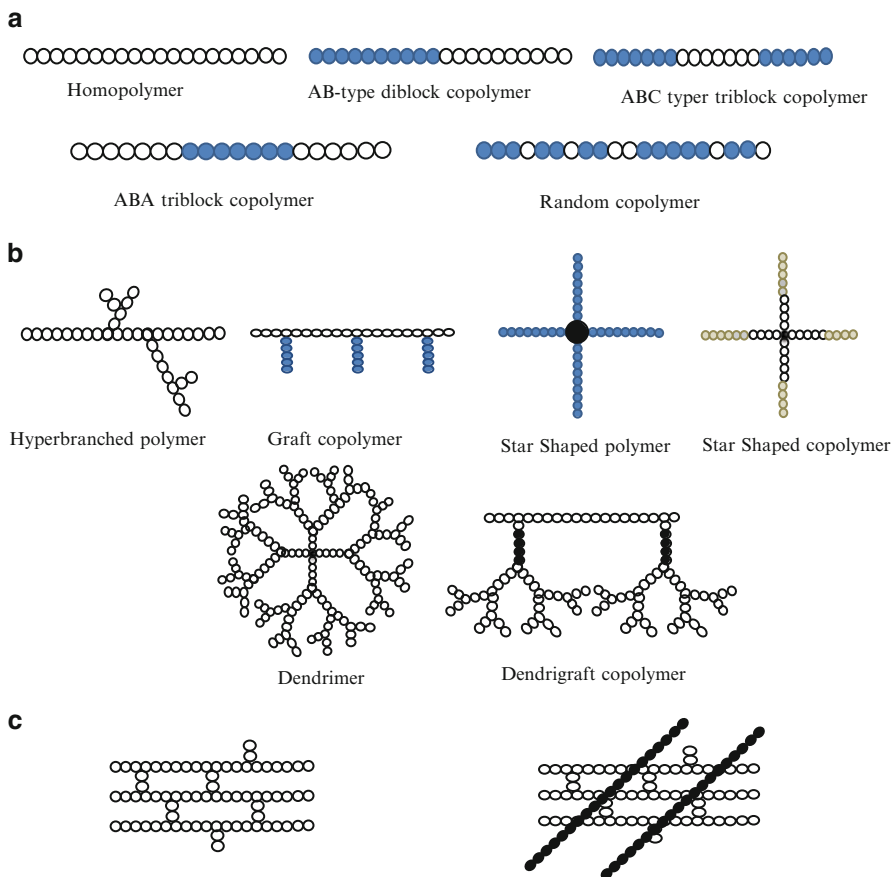 a
Homopolymer
AB-type diblock copolymer
ABC typer triblock copolymer
ABA triblock copolymer
Random copolymer
b
Hyperbranched polymer
Graft copolymer
Star Shaped polymer
Star Shaped copolymer
Dendrimer
Dendrigraft copolymer
c